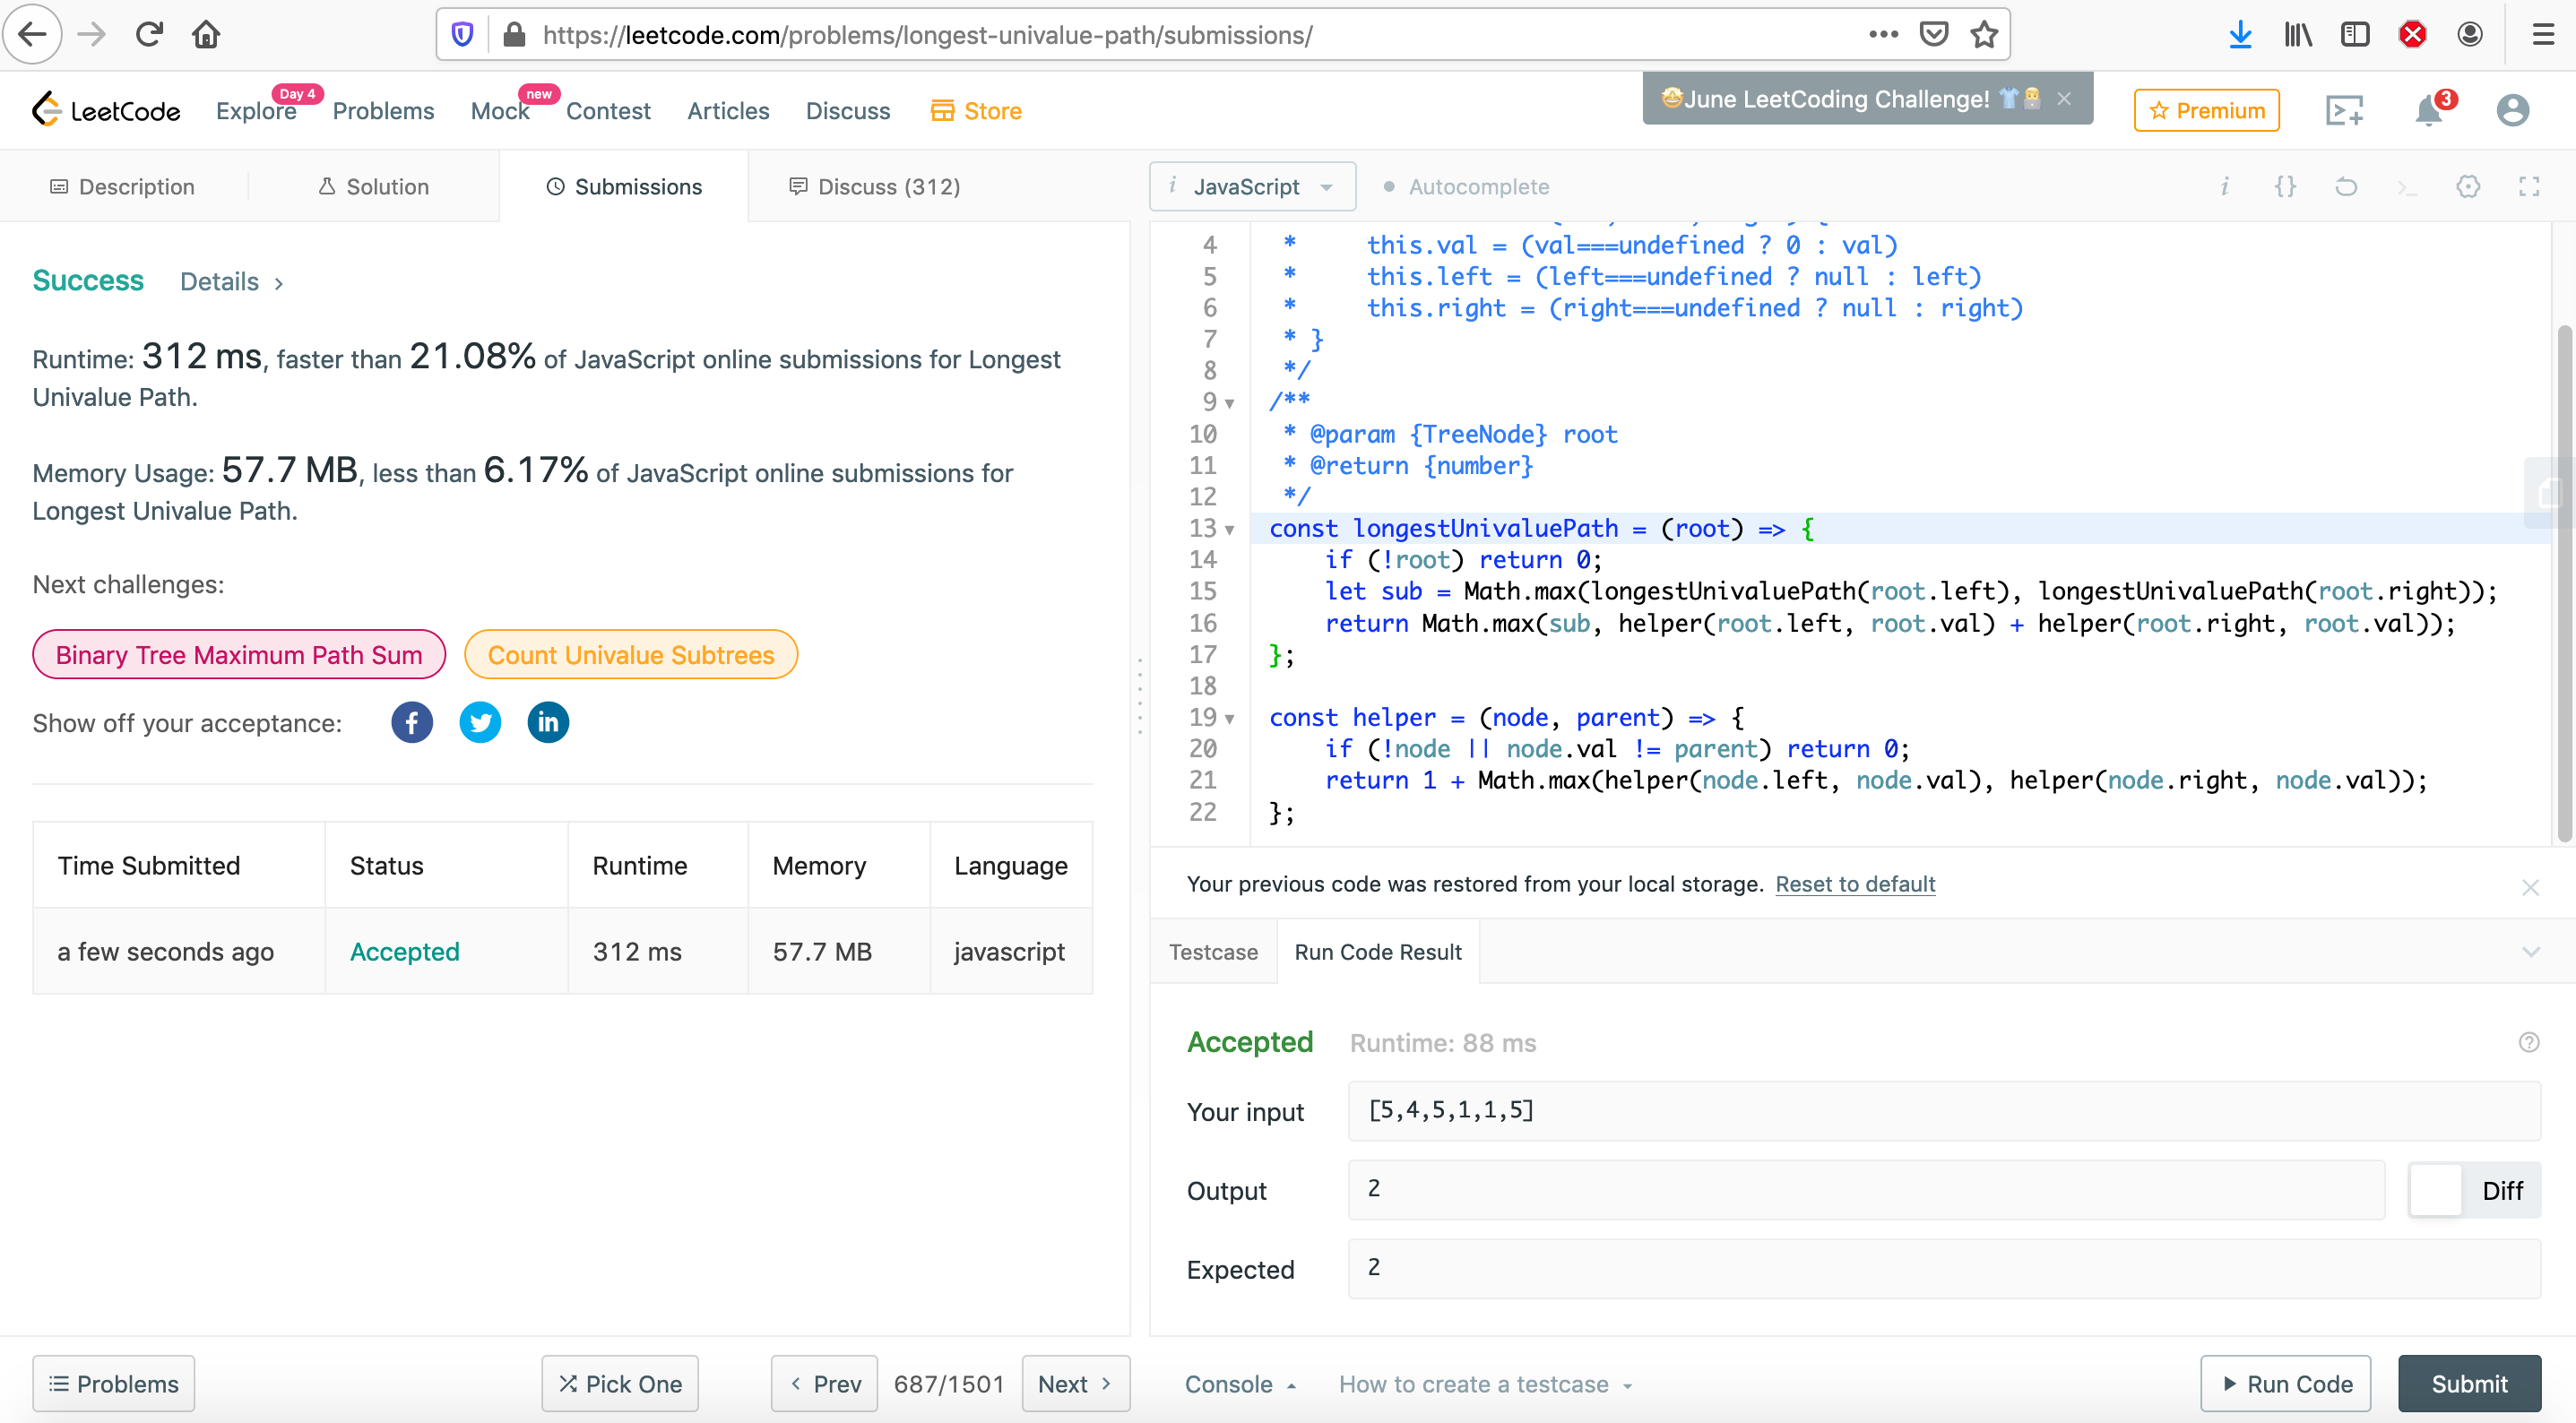 https://leetcode.com/problems/longest-univalue-path/submissions/
LeetCode
Explore
Day 4
Problems
Mock
new
Contest
Articles
Discuss
Store
June LeetCoding Challenge!
Premium
3
Description
Solution
Submissions
Discuss (312)
i JavaScript
Autocomplete
Success Details >
Runtime: 312 ms, faster than 21.08% of JavaScript online submissions for Longest
Univalue Path.
Memory Usage: 57.7 MB, less than 6.17% of JavaScript online submissions for
Longest Univalue Path.
Next challenges:
Binary Tree Maximum Path Sum
Count Univalue Subtrees
Show off your acceptance:
Time Submitted Status Runtime Memory Language
a few seconds ago Accepted 312 ms 57.7 MB javascript
4 *     this.val = (val===undefined ? 0 : val)
5 *     this.left = (left===undefined ? null : left)
6 *     this.right = (right===undefined ? null : right)
7 * }
8 */
9 /**
10 * @param {TreeNode} root
11 * @return {number}
12 */
13 const longestUnivaluePath = (root) => {
14     if (!root) return 0;
15     let sub = Math.max(longestUnivaluePath(root.left), longestUnivaluePath(root.right));
16     return Math.max(sub, helper(root.left, root.val) + helper(root.right, root.val));
17 };
18
19 const helper = (node, parent) => {
20     if (!node || node.val != parent) return 0;
21     return 1 + Math.max(helper(node.left, node.val), helper(node.right, node.val));
22 };
Your previous code was restored from your local storage. Reset to default
Testcase
Run Code Result
Accepted Runtime: 88 ms
Your input [5,4,5,1,1,5]
Output 2 Diff
Expected 2
Problems
Pick One
< Prev
687/1501
Next >
Console
How to create a testcase
Run Code
Submit